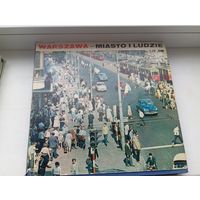 WARSZAWA – MIASTO I LUDZIE